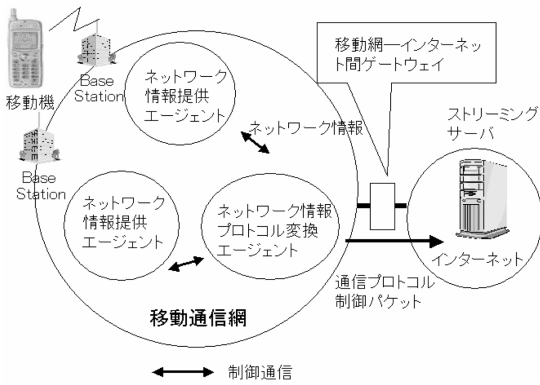 移動機
Base
Station
Base
Station
ネットワーク
情報提供
エージェント
ネットワーク情報
移動網―インターネッ
ト間ゲートウェイ
ストリーミング
サーバ
ネットワーク
情報提供
エージェント
ネットワーク情報
プロトコル変換
エージェント
インターネット
通信プロトコル
制御パケット
移動通信網
制御通信